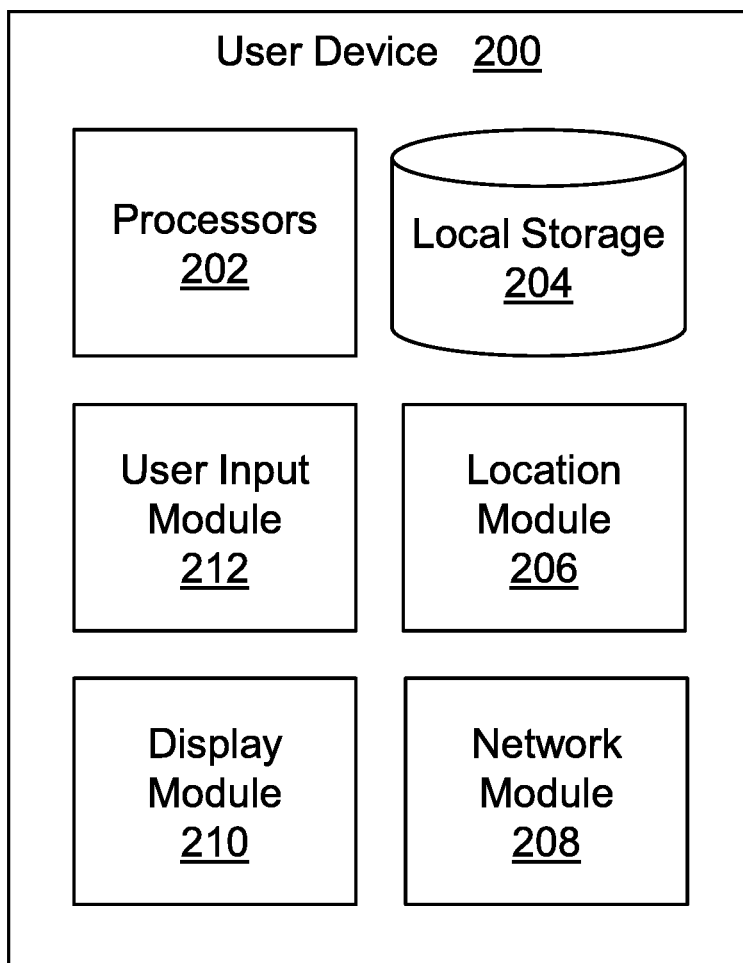 User Device 200
Processors
202
Local Storage
204
User Input
Module
212
Location
Module
206
Display
Module
210
Network
Module
208